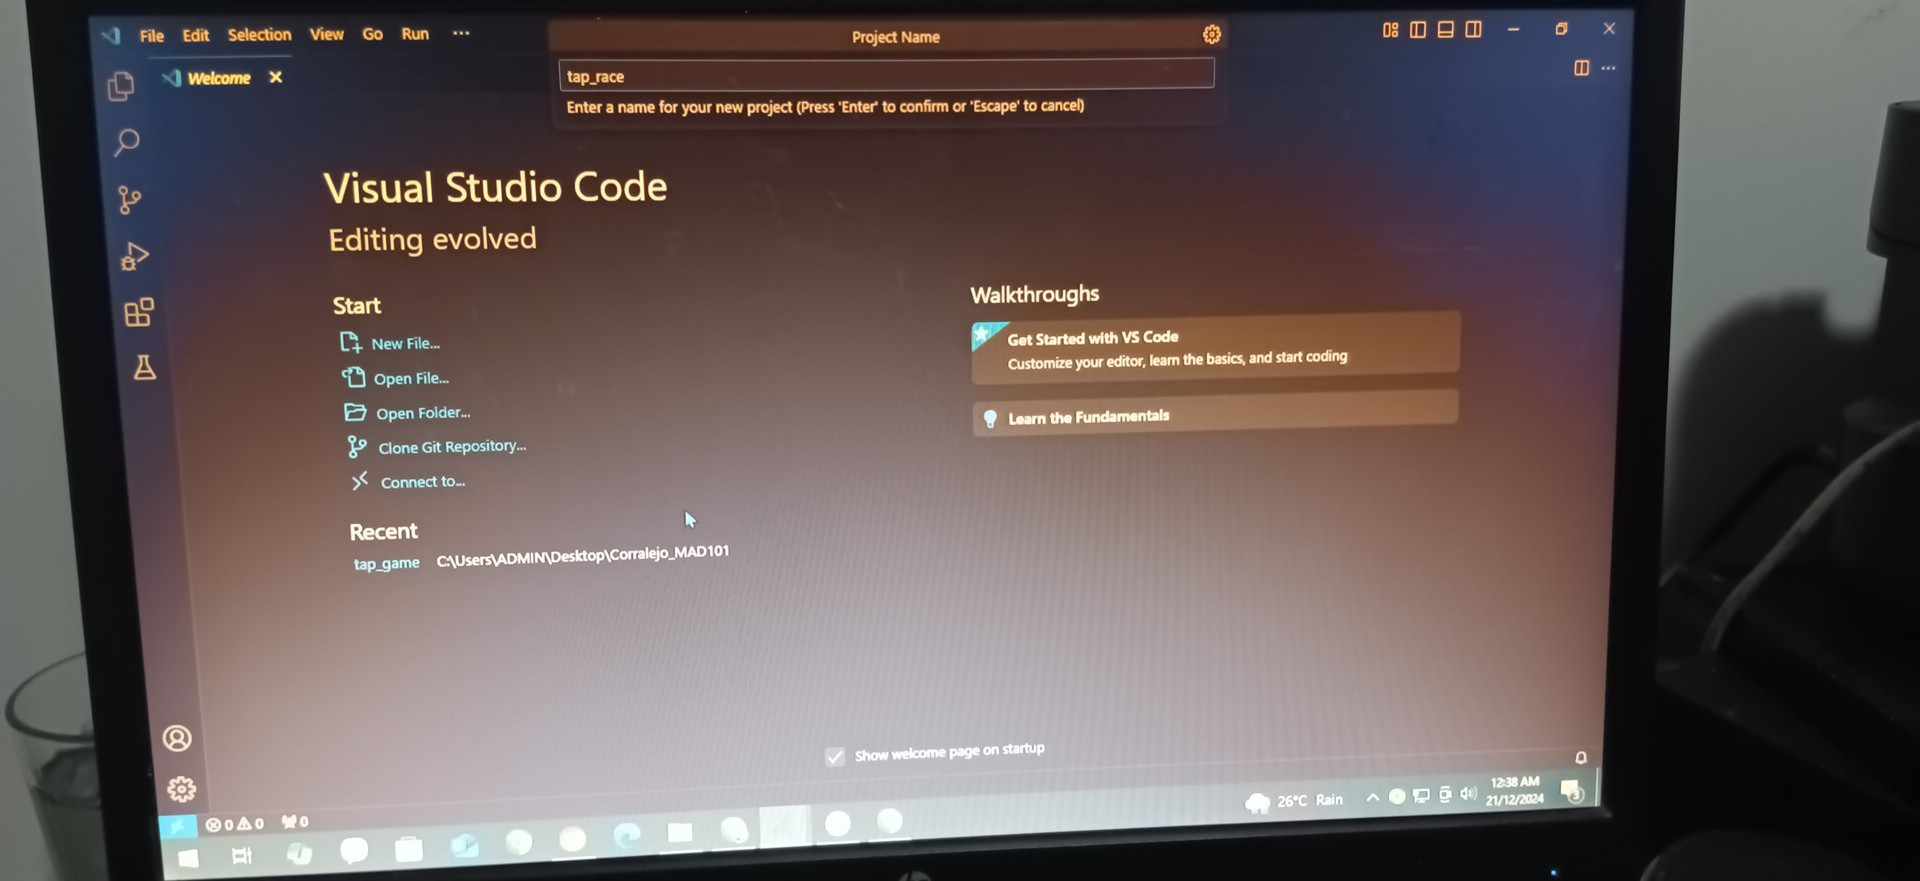 File Edit Selection View Go Run ...
Project Name
Welcome
tap_race
Enter a name for your new project (Press 'Enter' to confirm or 'Escape' to cancel)
Visual Studio Code
Editing evolved
Start
New File...
Open File...
Open Folder...
Clone Git Repository...
Connect to...
Recent
tap_game C:\Users\ADMIN\Desktop\Corralejo_MAD101
Walkthroughs
Get Started with VS Code
Customize your editor, learn the basics, and start coding
Learn the Fundamentals
Show welcome page on startup
0 0 0
26°C Rain
12:38 AM
21/12/2024
3